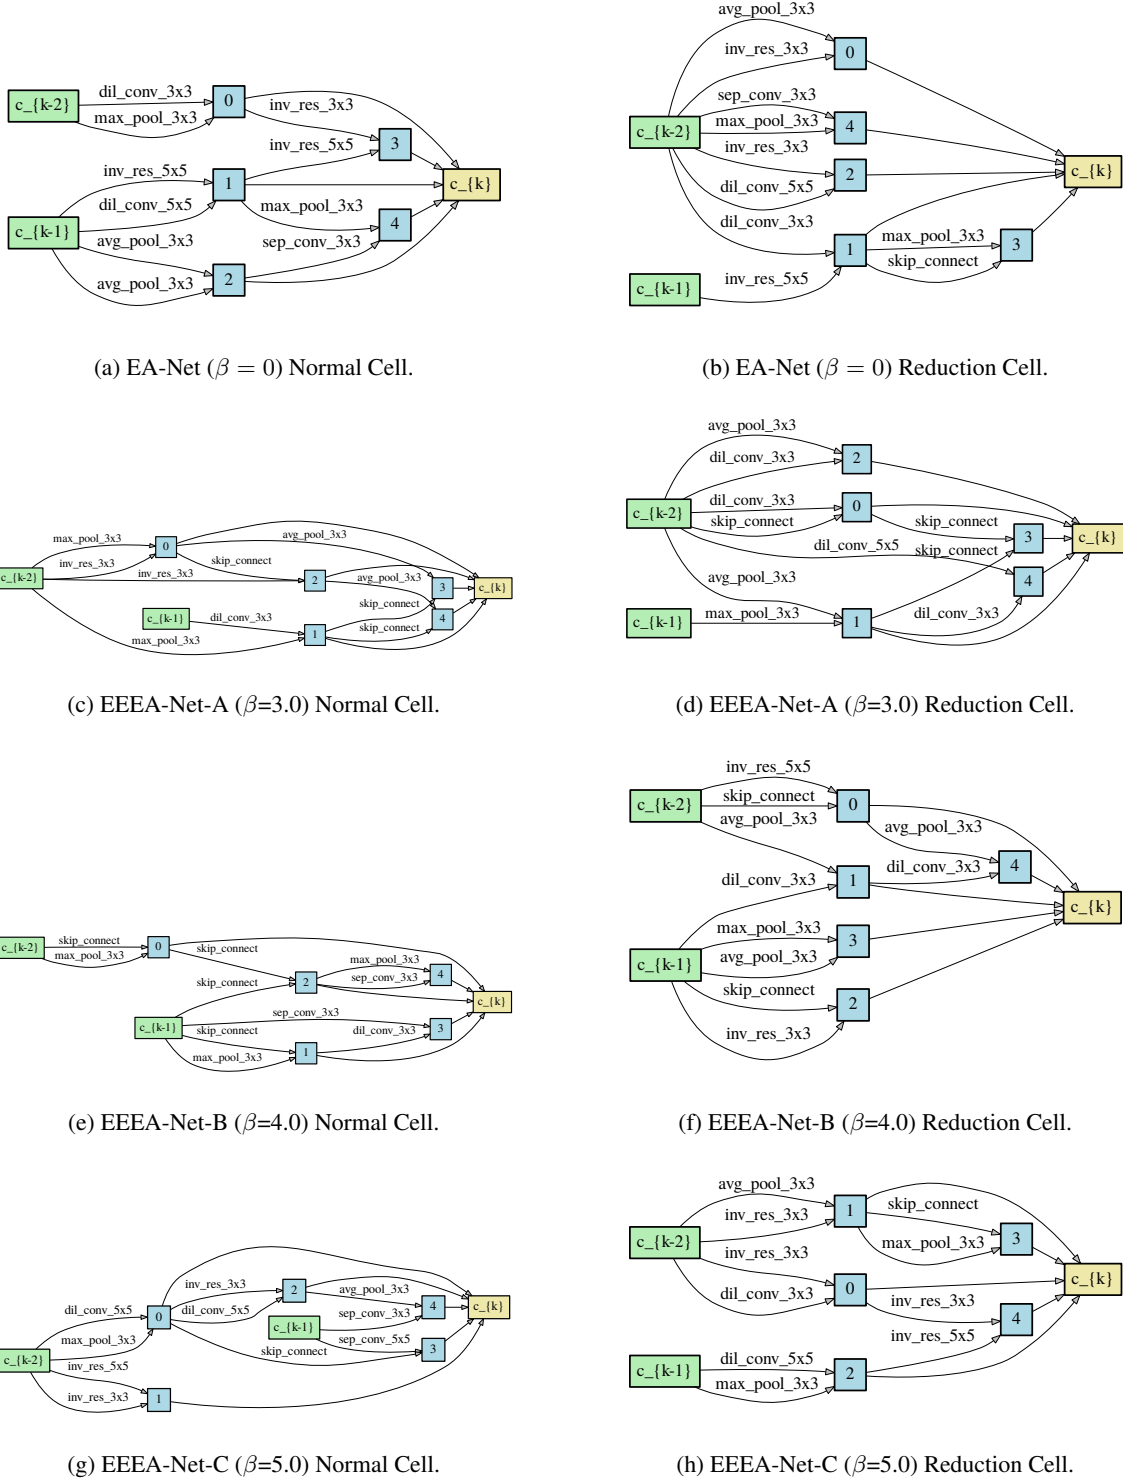 avg_pool_3x3
inv_res_3x3
0
sep_conv_3x3
max_pool_3x3
4
c_{k-2}
inv_res_3x3
2
dil_conv_5x5
c_{k}
dil_conv_3x3
max_pool_3x3
1
3
skip_connect
c_{k-1}
inv_res_5x5
c_{k-2}
dil_conv_3x3
max_pool_3x3
0
inv_res_3x3
inv_res_5x5
3
inv_res_5x5
1
c_{k}
dil_conv_5x5
max_pool_3x3
c_{k-1}
4
avg_pool_3x3
sep_conv_3x3
avg_pool_3x3
2
(a) EA-Net (β = 0) Normal Cell.
(b) EA-Net (β = 0) Reduction Cell.
max_pool_3x3
0
avg_pool_3x3
inv_res_3x3
skip_connect
c_{k-2}
inv_res_3x3
2
avg_pool_3x3
3
c_{k}
skip_connect
c_{k-1}
dil_conv_3x3
4
1
skip_connect
max_pool_3x3
avg_pool_3x3
dil_conv_3x3
2
dil_conv_3x3
c_{k-2}
0
skip_connect
skip_connect
3
c_{k}
dil_conv_5x5
skip_connect
avg_pool_3x3
4
max_pool_3x3
dil_conv_3x3
c_{k-1}
1
(c) EEEA-Net-A (β=3.0) Normal Cell.
(d) EEEA-Net-A (β=3.0) Reduction Cell.
c_{k-2}
skip_connect
max_pool_3x3
0
skip_connect
max_pool_3x3
skip_connect
2
sep_conv_3x3
4
c_{k}
sep_conv_3x3
c_{k-1}
skip_connect
dil_conv_3x3
3
max_pool_3x3
1
inv_res_5x5
c_{k-2}
skip_connect
0
avg_pool_3x3
avg_pool_3x3
dil_conv_3x3
4
dil_conv_3x3
1
c_{k}
max_pool_3x3
3
avg_pool_3x3
c_{k-1}
skip_connect
2
inv_res_3x3
(e) EEEA-Net-B (β=4.0) Normal Cell.
(f) EEEA-Net-B (β=4.0) Reduction Cell.
inv_res_3x3
2
avg_pool_3x3
dil_conv_5x5
0
dil_conv_5x5
sep_conv_3x3
4
c_{k}
c_{k-1}
max_pool_3x3
sep_conv_5x5
skip_connect
3
c_{k-2}
inv_res_5x5
inv_res_3x3
1
avg_pool_3x3
1
skip_connect
inv_res_3x3
c_{k-2}
max_pool_3x3
3
inv_res_3x3
0
c_{k}
dil_conv_3x3
inv_res_3x3
4
inv_res_5x5
c_{k-1}
dil_conv_5x5
2
max_pool_3x3
(g) EEEA-Net-C (β=5.0) Normal Cell.
(h) EEEA-Net-C (β=5.0) Reduction Cell.